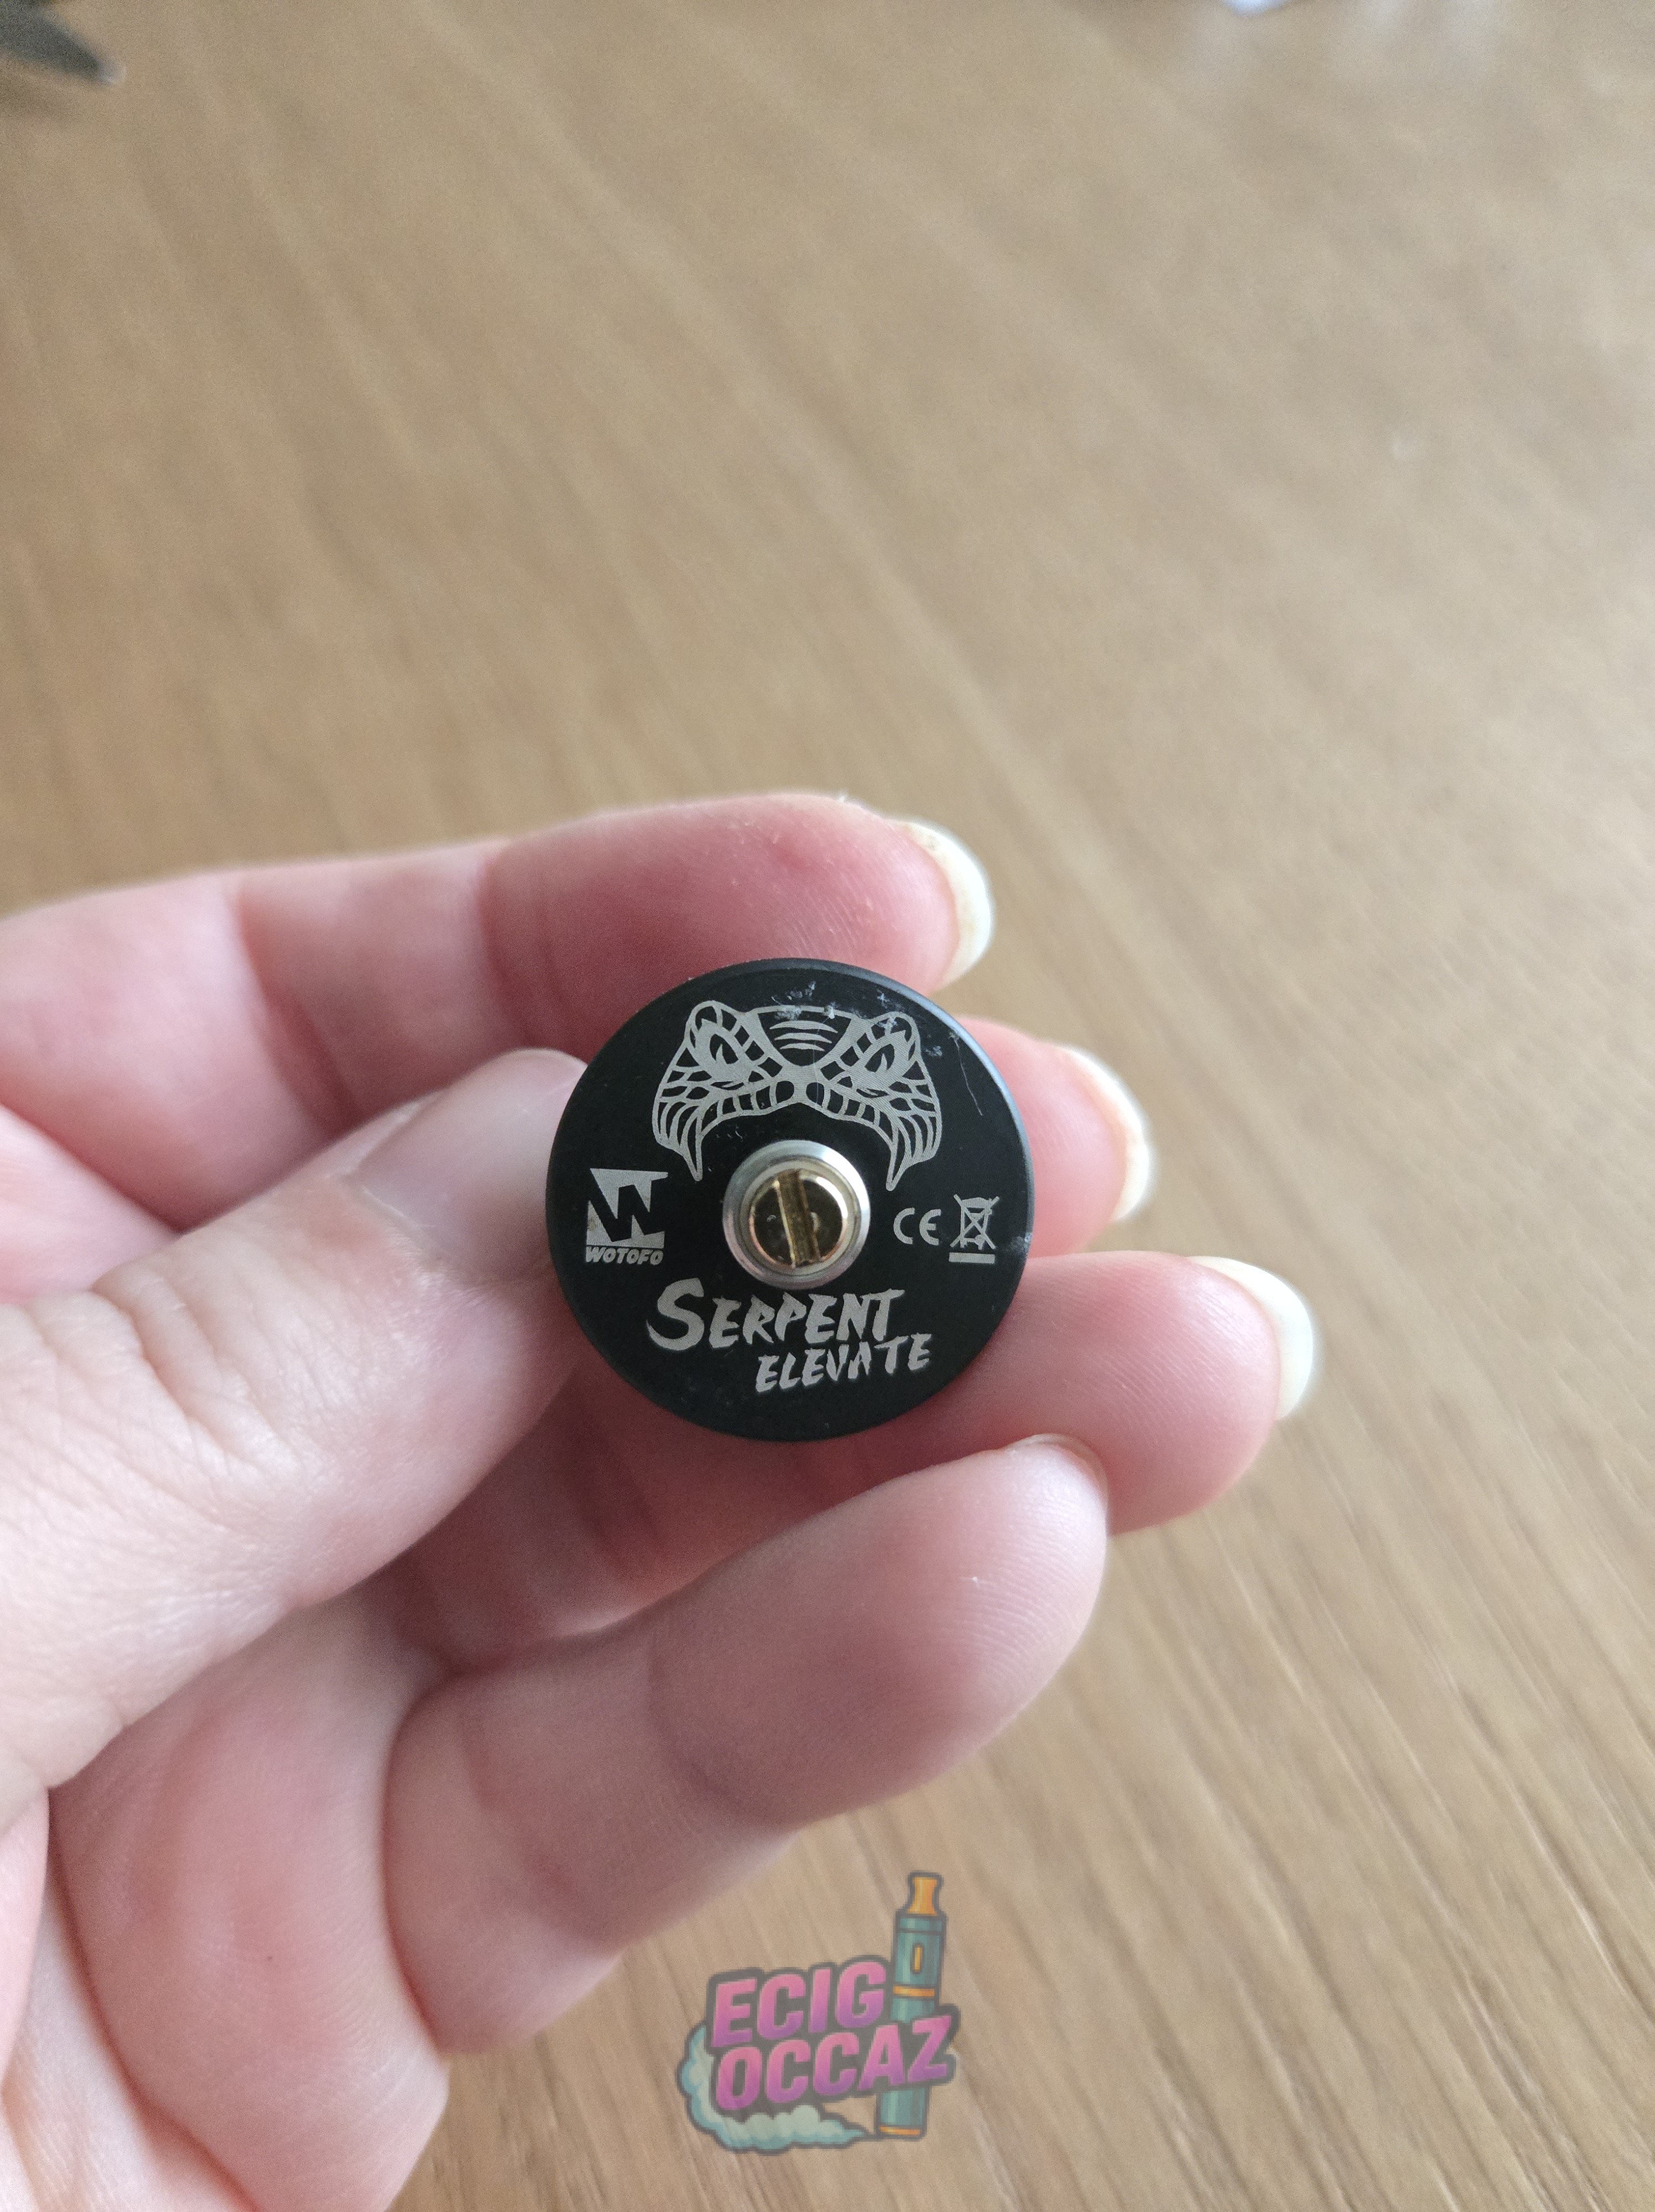 WOTOFO
CE
SERPENT
ELEVATE
ECIG
OCCAZ